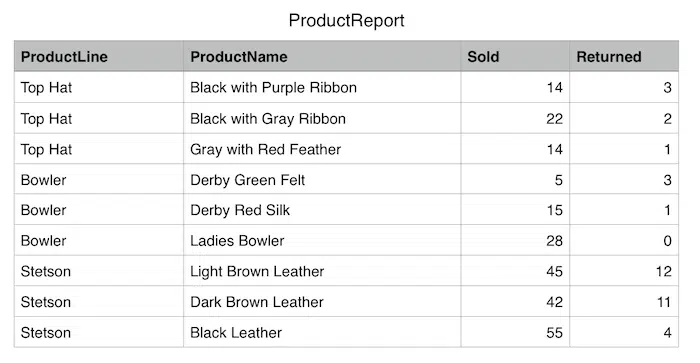 ProductReport
ProductLine ProductName Sold Returned
Top Hat Black with Purple Ribbon 14 3
Top Hat Black with Gray Ribbon 22 2
Top Hat Gray with Red Feather 14 1
Bowler Derby Green Felt 5 3
Bowler Derby Red Silk 15 1
Bowler Ladies Bowler 28 0
Stetson Light Brown Leather 45 12
Stetson Dark Brown Leather 42 11
Stetson Black Leather 55 4